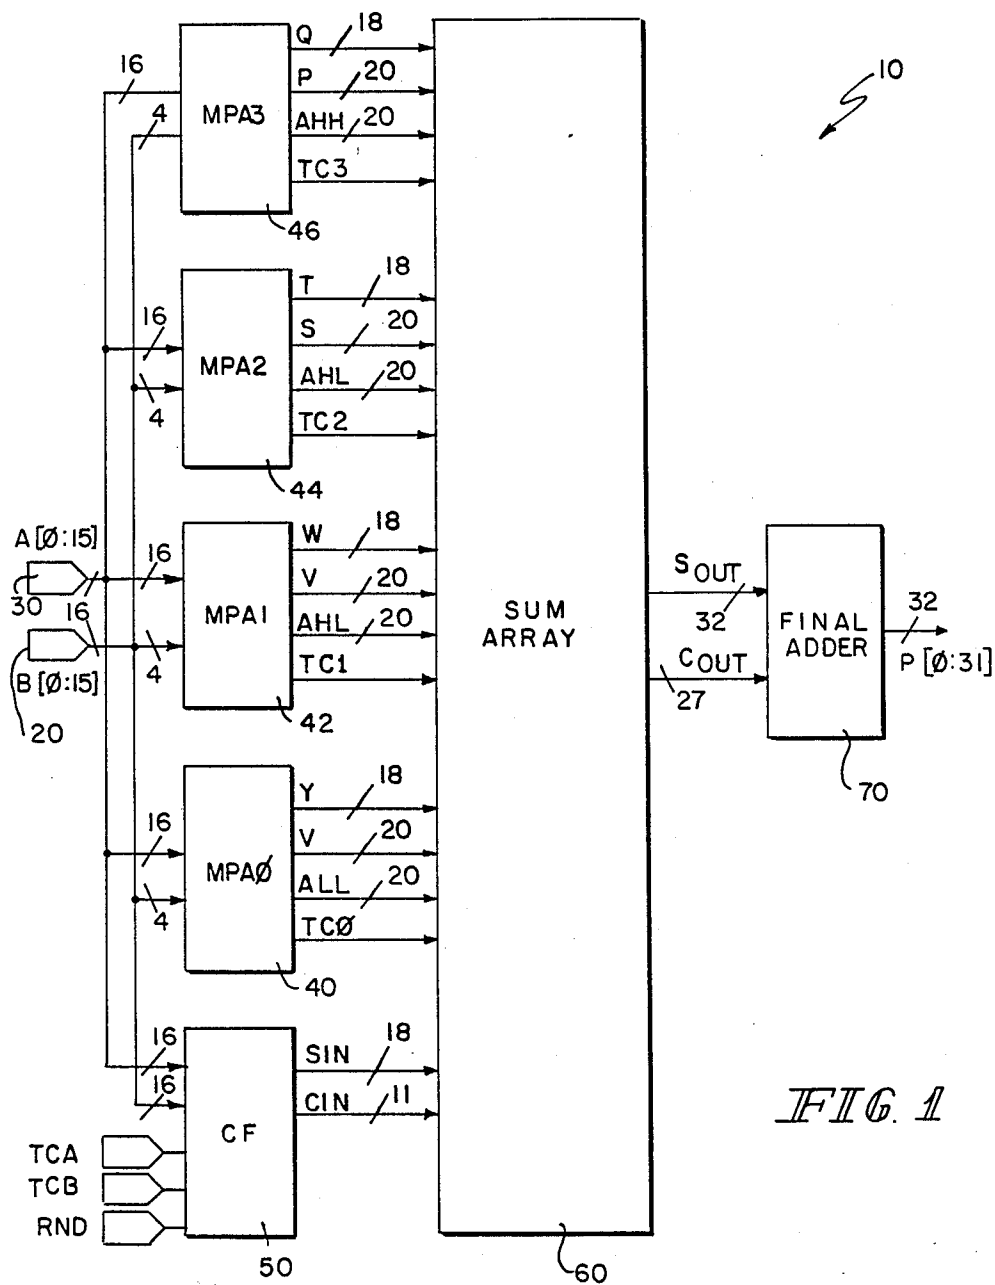 Q 18
16 P 20
MPA3
4 AHH 20
TC3
10
46
T 18
16 S 20
MPA2
AHL 20
4 TC2
44
A [Ø:15] 16 W 18
30 16 V 20
MPA1
AHL 20
B [Ø:15] 4 TC1
20
42
SUM
ARRAY
SOUT
32
COUT
27
FINAL
ADDER
32
P [Ø:31]
70
Y 18
16 V 20
MPAØ
ALL 20
4 TCØ
40
16 SIN 18
16 CIN 11
CF
TCA
TCB
RND
50
60
FIG. 1